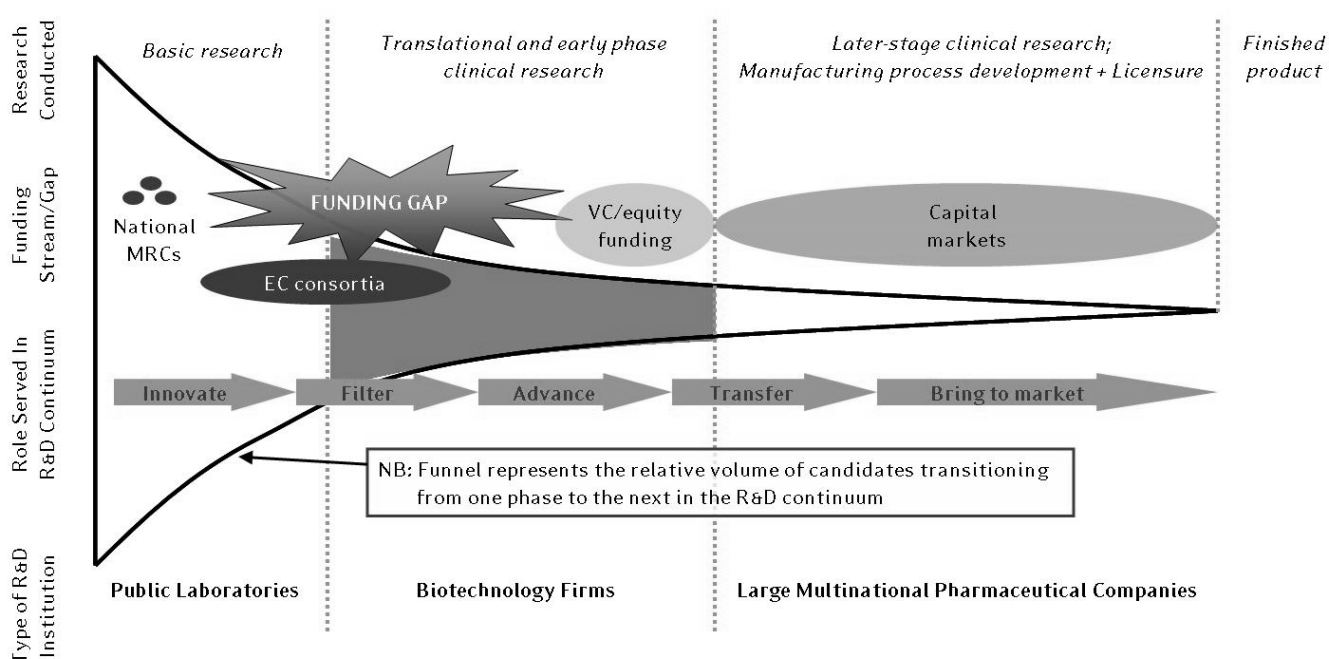 Research
Conducted
Basic research
Translational and early phase
clinical research
Later-stage clinical research;
Manufacturing process development + Licensure
Finished
product
Funding
Stream/Gap
National
MRCs
FUNDING GAP
EC consortia
VC/equity
funding
Capital
markets
Role Served In
R&D Continuum
Innovate
Filter
Advance
Transfer
Bring to market
NB: Funnel represents the relative volume of candidates transitioning
from one phase to the next in the R&D continuum
Type of R&D
Institution
Public Laboratories
Biotechnology Firms
Large Multinational Pharmaceutical Companies